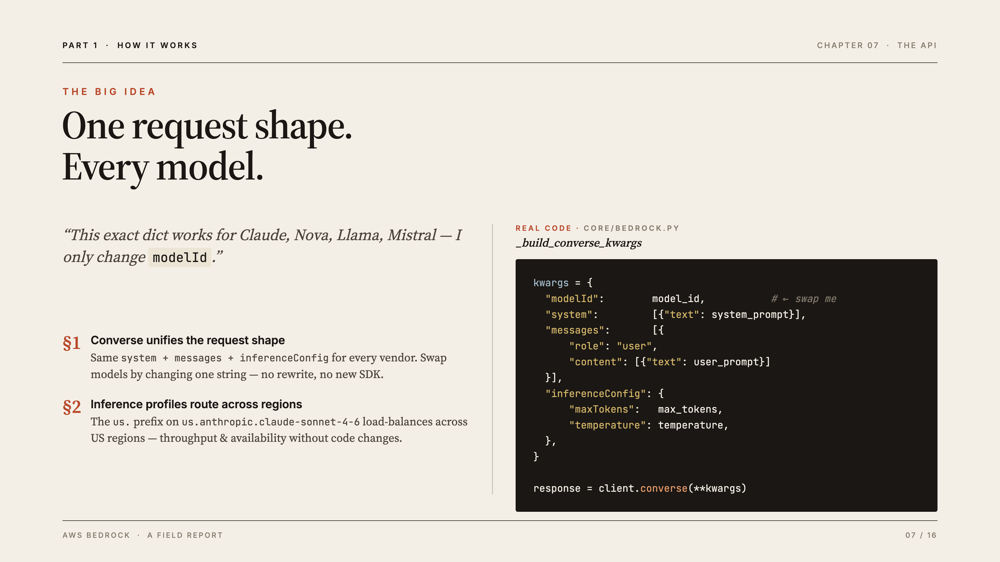 PART 1 · HOW IT WORKS
CHAPTER 07 · THE API
THE BIG IDEA
One request shape.
Every model.
“This exact dict works for Claude, Nova, Llama, Mistral — I
only change modelId.”
§1 Converse unifies the request shape
Same system + messages + inferenceConfig for every vendor. Swap
models by changing one string — no rewrite, no new SDK.
§2 Inference profiles route across regions
The us. prefix on us.anthropic.claude-sonnet-4-6 load-balances across
US regions — throughput & availability without code changes.
REAL CODE · CORE/BEDROCK.PY
_build_converse_kwargs
kwargs = {
  "modelId":        model_id,           # ← swap me
  "system":         [{"text": system_prompt}],
  "messages":       [{
      "role": "user",
      "content": [{"text": user_prompt}]
  }],
  "inferenceConfig": {
      "maxTokens":   max_tokens,
      "temperature": temperature,
  },
}
response = client.converse(**kwargs)
AWS BEDROCK · A FIELD REPORT
07 / 16